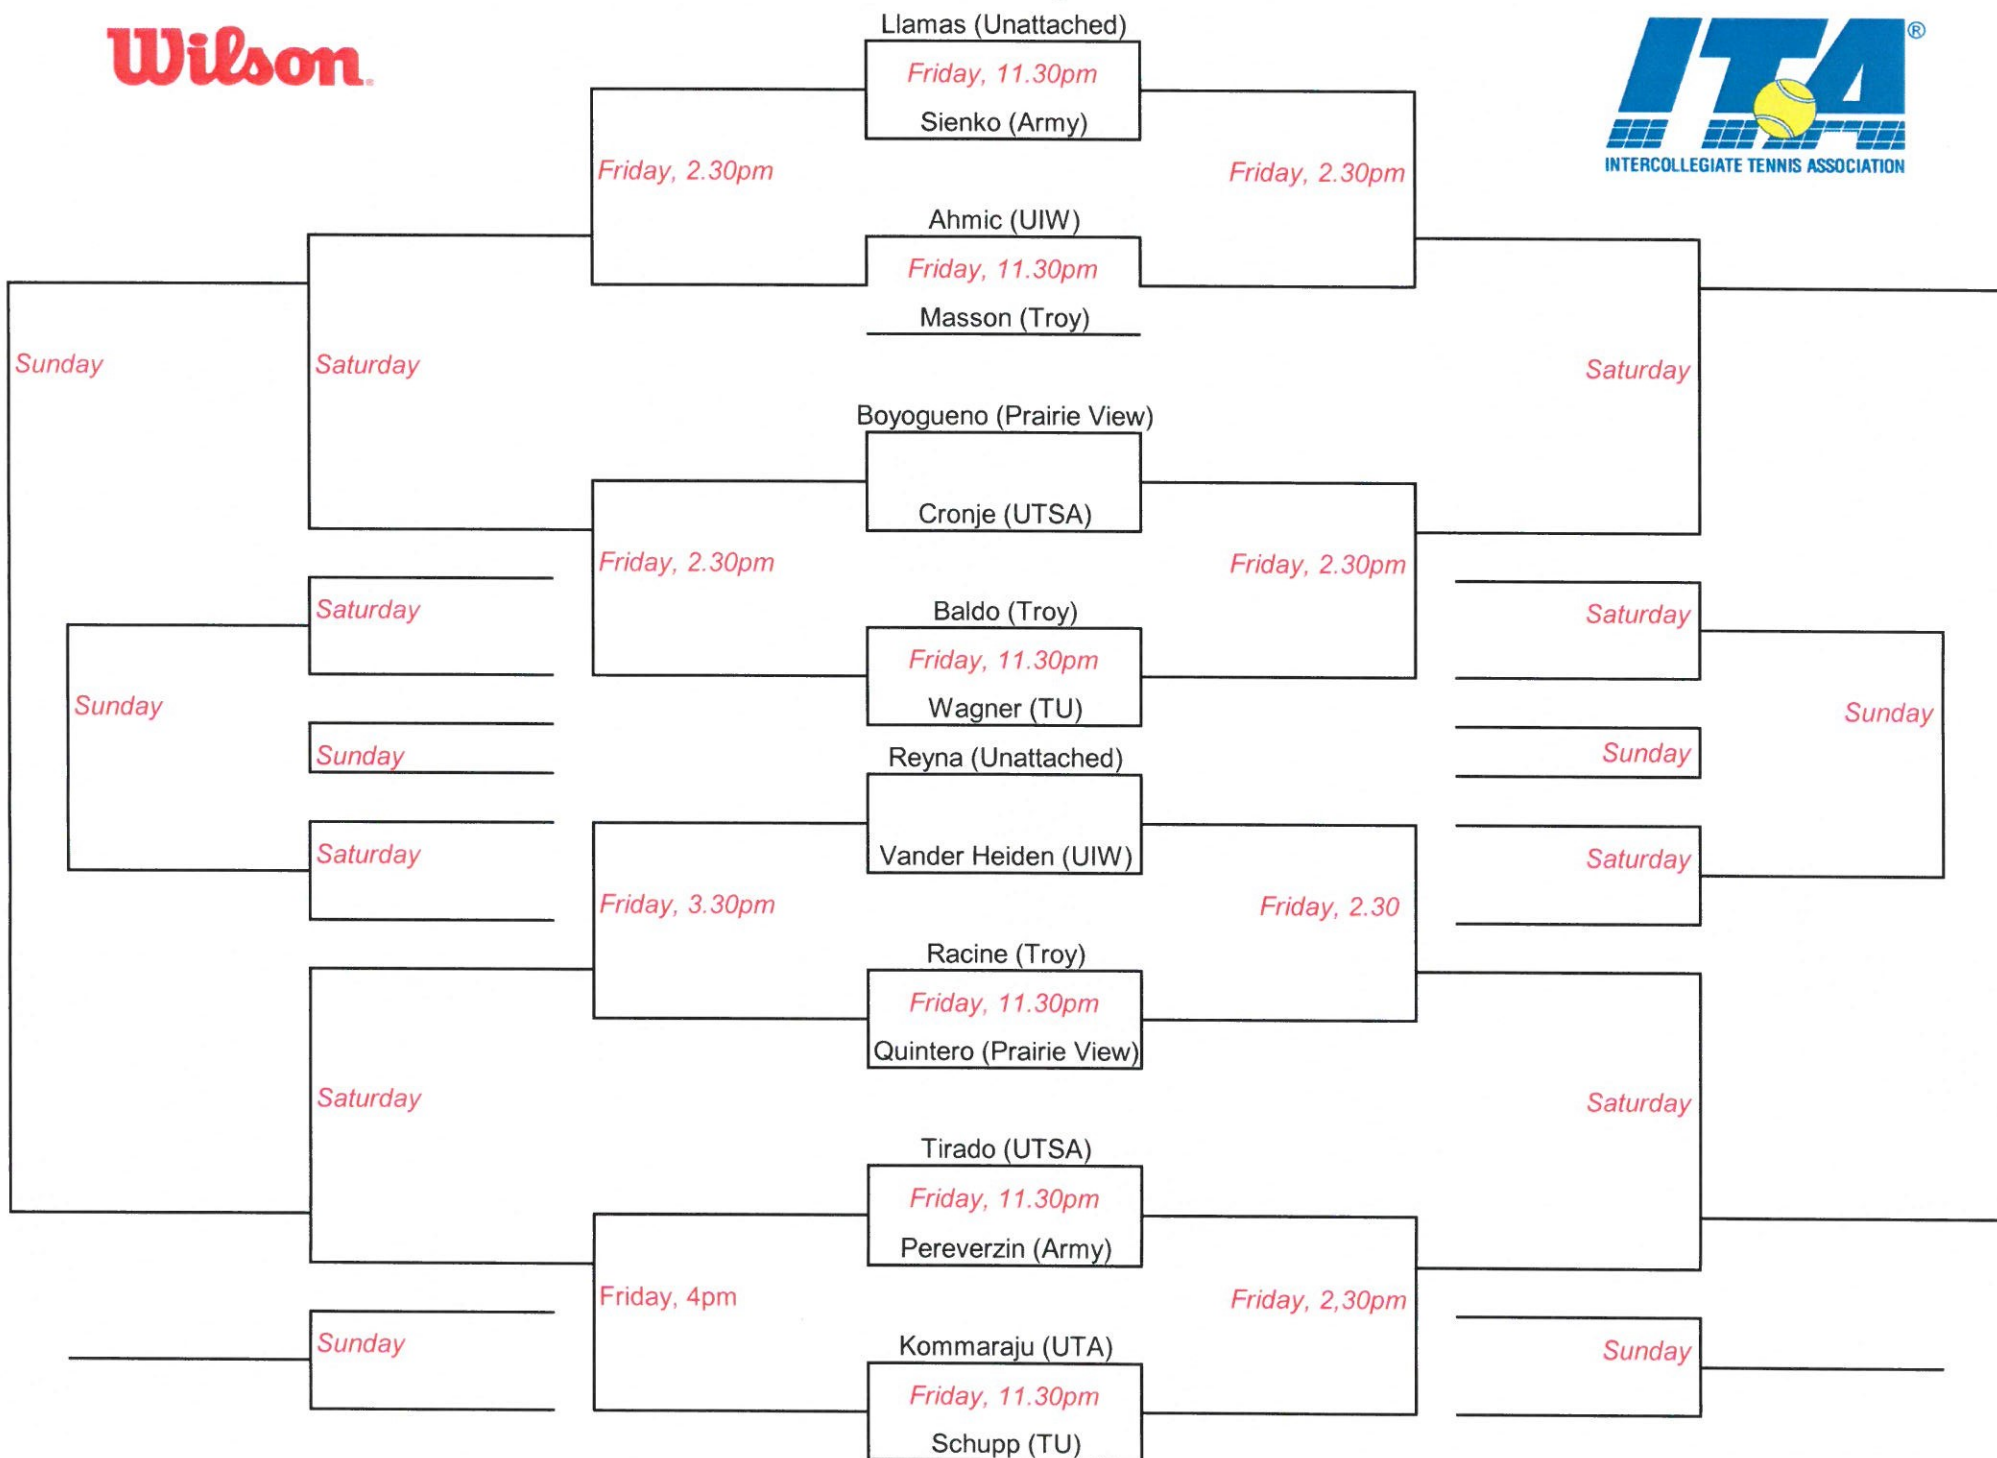 Wilson
ITA ®
INTERCOLLEGIATE TENNIS ASSOCIATION
Llamas (Unattached)
Friday, 11.30pm
Sienko (Army)
Friday, 2.30pm
Friday, 2.30pm
Ahmic (UIW)
Friday, 11.30pm
Masson (Troy)
Sunday
Saturday
Saturday
Boyogueno (Prairie View)
Cronje (UTSA)
Friday, 2.30pm
Friday, 2.30pm
Saturday
Baldo (Troy)
Saturday
Friday, 11.30pm
Sunday
Wagner (TU)
Sunday
Sunday
Reyna (Unattached)
Sunday
Saturday
Vander Heiden (UIW)
Saturday
Friday, 3.30pm
Friday, 2.30
Racine (Troy)
Friday, 11.30pm
Quintero (Prairie View)
Saturday
Saturday
Tirado (UTSA)
Friday, 11.30pm
Pereverzin (Army)
Friday, 4pm
Friday, 2,30pm
Sunday
Kommaraju (UTA)
Sunday
Friday, 11.30pm
Schupp (TU)